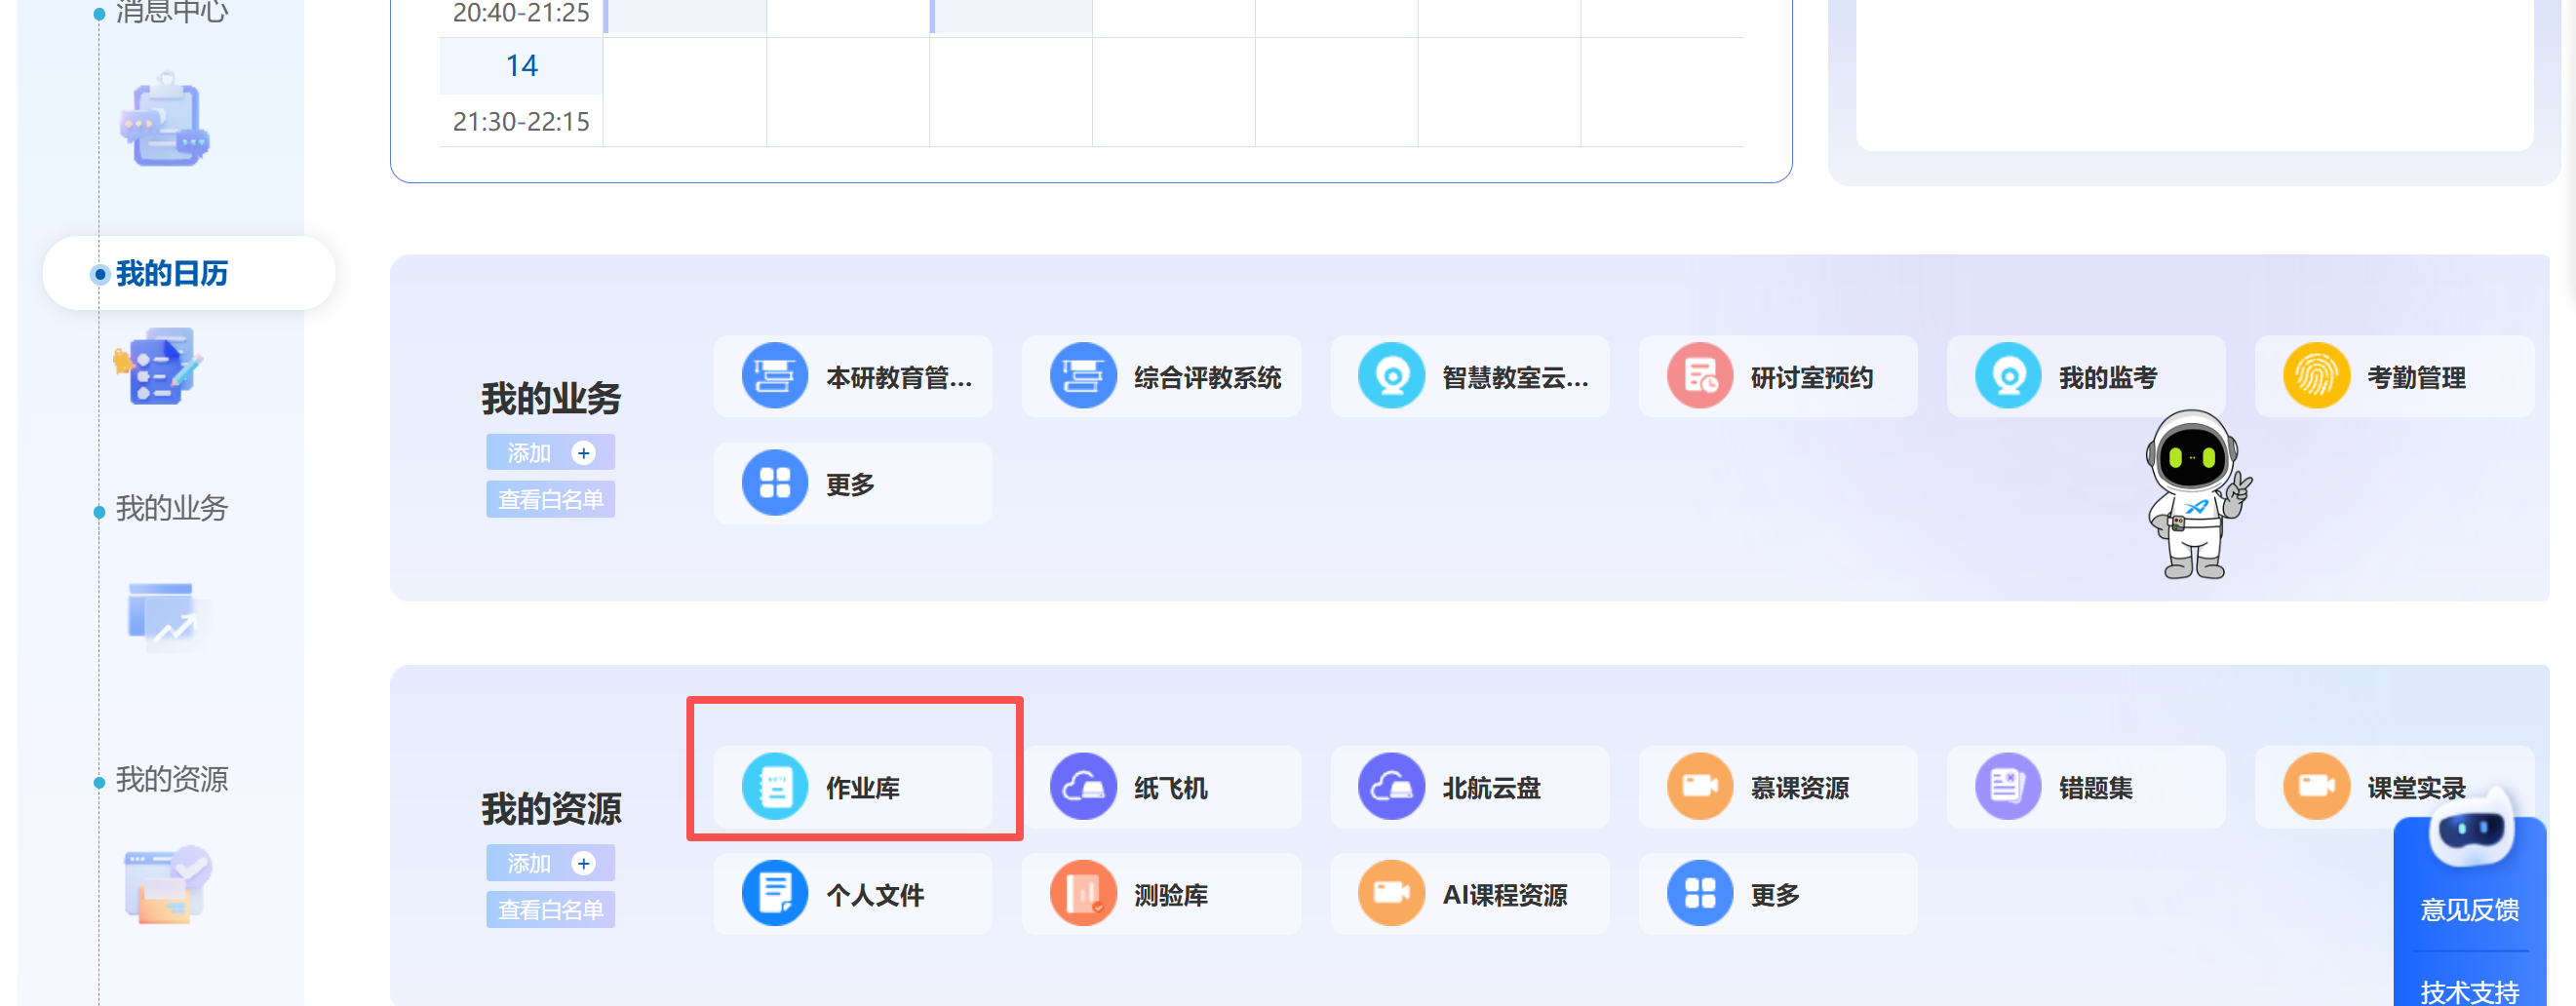 消息中心
我的日历
我的业务
我的资源
20:40-21:25
14
21:30-22:15
我的业务
添加
查看白名单
本研教育管...
综合评教系统
智慧教室云...
研讨室预约
我的监考
考勤管理
更多
我的资源
添加
查看白名单
作业库
纸飞机
北航云盘
慕课资源
错题集
课堂实录
个人文件
测验库
AI课程资源
更多
意见反馈
技术支持